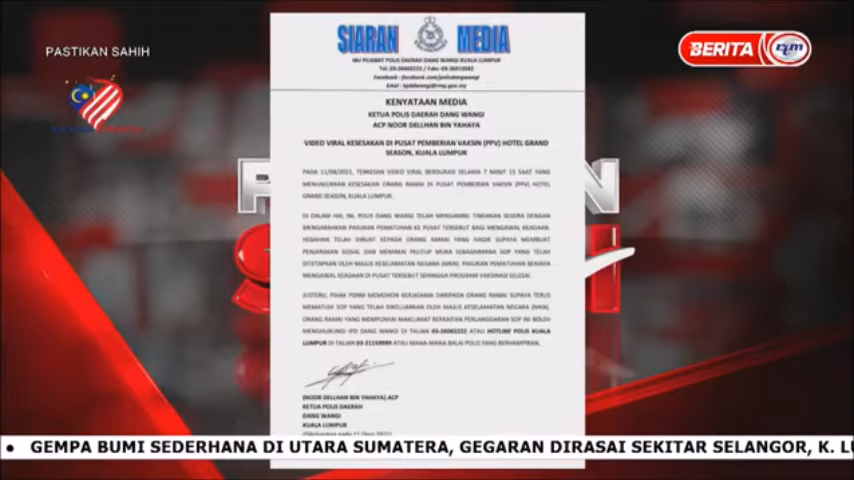 PASTIKAN SAHIH
BERITA rtm
SIARAN MEDIA
IBU PEJABAT POLIS DAERAH DANG WANGI KUALA LUMPUR
KENYATAAN MEDIA
KETUA POLIS DAERAH DANG WANGI
ACP NOOR DELLHAN BIN YAHAYA
VIDEO VIRAL KESESAKAN DI PUSAT PEMBERIAN VAKSIN (PPV) HOTEL GRAND
SEASON, KUALA LUMPUR
PADA 11/08/2021, TERKESAN VIDEO VIRAL BERDURASI SELAMA 7 MINIT 15 SAAT YANG
MENUNJUKKAN KESESAKAN ORANG RAMAI DI PUSAT PEMBERIAN VAKSIN (PPV) HOTEL
GRAND SEASON, KUALA LUMPUR.
DI DALAM HAL INI, POLIS DANG WANGI TELAH MENGAMBIL TINDAKAN SEGERA DENGAN
MENGARAHKAN PASUKAN PEMATUHAN KE PUSAT TERSEBUT BAGI MENGAWAL KEADAAN.
HEBAHAN TELAH DIBUAT KEPADA ORANG RAMAI YANG HADIR SUPAYA MEMBUAT
PENJARAKAN SOSIAL DAN MEMAKAI PELITUP MUKA SEBAGAIMANA SOP YANG TELAH
DITETAPKAN OLEH MAJLIS KESELAMATAN NEGARA (MKN). PASUKAN PEMATUHAN BERJAYA
MENGAWAL KEADAAN DI PUSAT TERSEBUT SEHINGGA PROGRAM VAKSINASI SELESAI.
JUSTERU, PIHAK PDRM MEMOHON KERJASAMA DARIPADA ORANG RAMAI SUPAYA TERUS
MEMATUHI SOP YANG TELAH DIKELUARKAN OLEH MAJLIS KESELAMATAN NEGARA (MKN).
ORANG RAMAI YANG MEMPUNYAI MAKLUMAT BERKAITAN PERLANGGARAN SOP INI BOLEH
MENGHUBUNGI IPD DANG WANGI DI TALIAN 03-26002222 ATAU HOTLINE POLIS KUALA
LUMPUR DI TALIAN 03-21159999 ATAU MANA-MANA BALAI POLIS YANG BERHAMPIRAN.
(NOOR DELLHAN BIN YAHAYA) ACP
KETUA POLIS DAERAH
DANG WANGI
KUALA LUMPUR
• GEMPA BUMI SEDERHANA DI UTARA SUMATERA, GEGARAN DIRASAI SEKITAR SELANGOR, K. LU